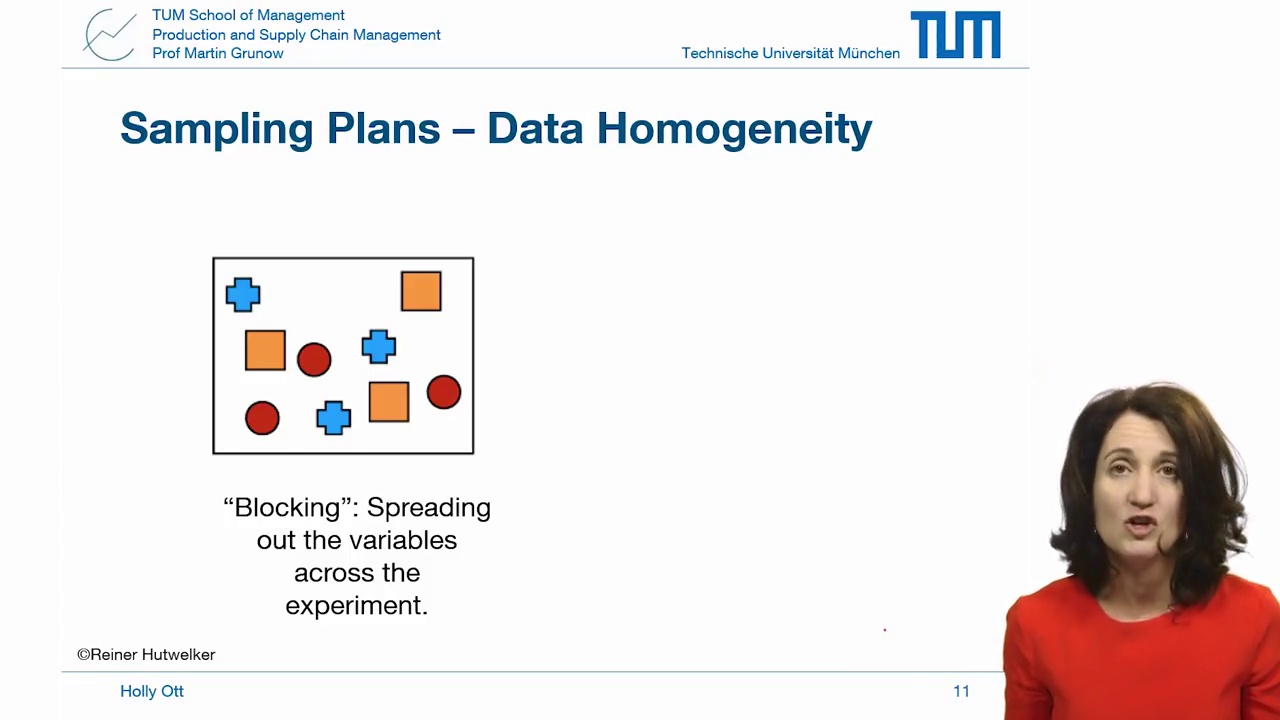 TUM School of Management
Production and Supply Chain Management
Prof Martin Grunow
Technische Universität München
TUM
Sampling Plans – Data Homogeneity
“Blocking”: Spreading
out the variables
across the
experiment.
©Reiner Hutwelker
Holly Ott
11